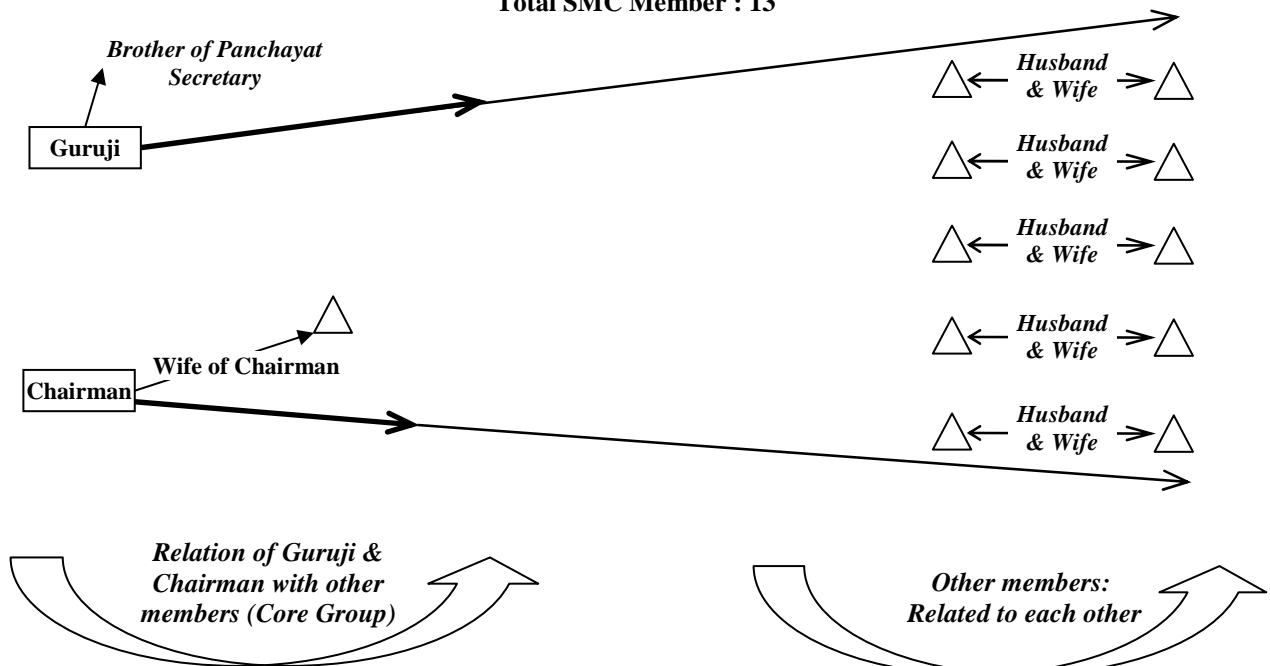 Total SMC Member : 13
Brother of Panchayat
Secretary
Guruji
Husband
& Wife
Husband
& Wife
Husband
& Wife
Husband
& Wife
Wife of Chairman
Chairman
Husband
& Wife
Relation of Guruji &
Chairman with other
members (Core Group)
Other members:
Related to each other